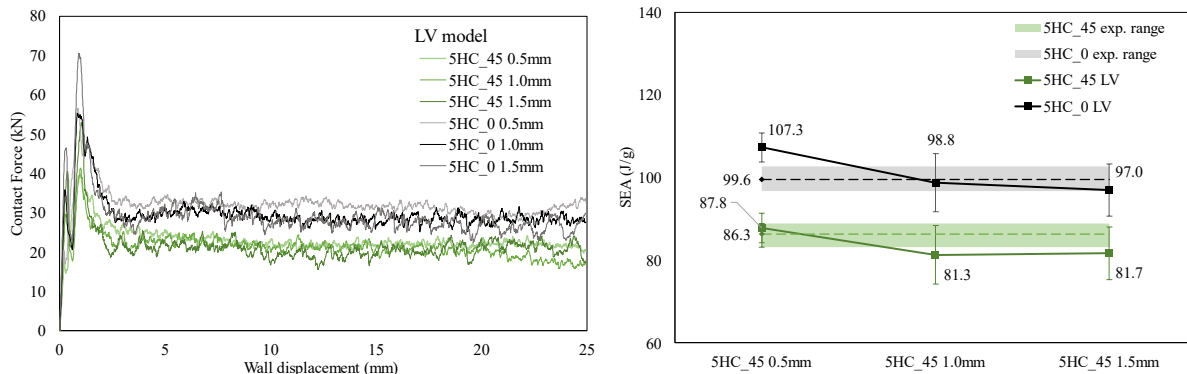 80
70
60
50
40
30
20
10
0
Contact Force (kN)
0
5
10
15
20
25
Wall displacement (mm)
LV model
5HC_45 0.5mm
5HC_45 1.0mm
5HC_45 1.5mm
5HC_0 0.5mm
5HC_0 1.0mm
5HC_0 1.5mm
140
120
100
80
60
SEA (J/g)
5HC_45 exp. range
5HC_0 exp. range
5HC_45 LV
5HC_0 LV
107.3
98.8
97.0
99.6
87.8
86.3
81.3
81.7
5HC_45 0.5mm
5HC_45 1.0mm
5HC_45 1.5mm